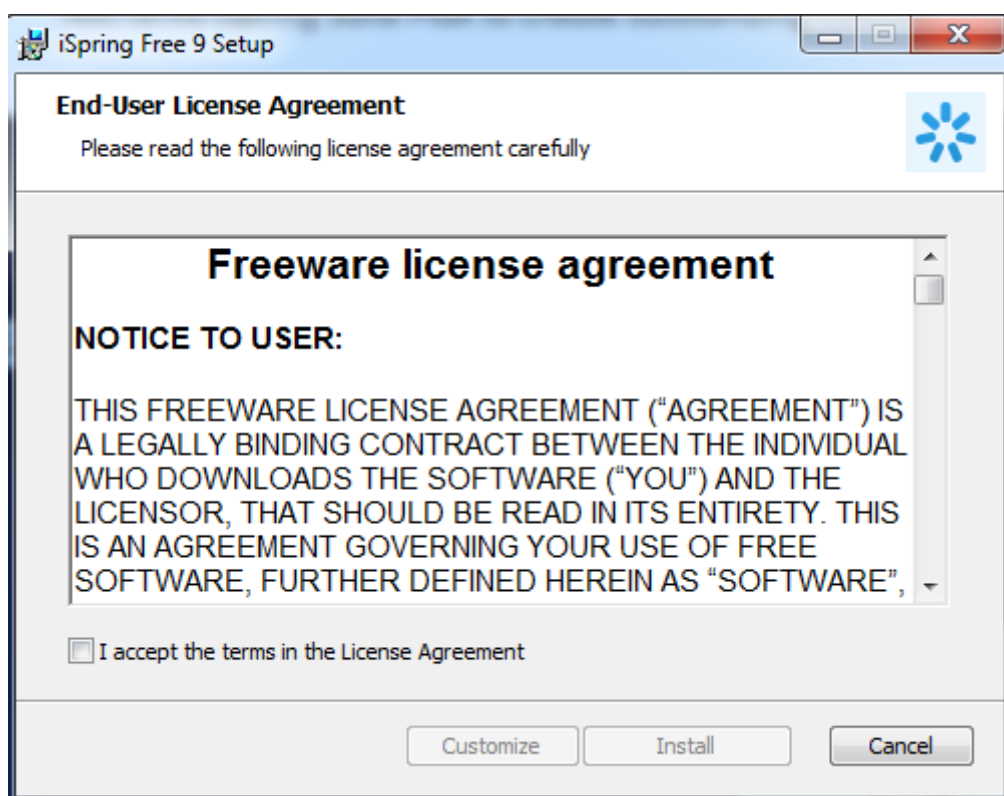 iSpring Free 9 Setup
End-User License Agreement
Please read the following license agreement carefully
Freeware license agreement
NOTICE TO USER:
THIS FREEWARE LICENSE AGREEMENT (“AGREEMENT”) IS
A LEGALLY BINDING CONTRACT BETWEEN THE INDIVIDUAL
WHO DOWNLOADS THE SOFTWARE (“YOU”) AND THE
LICENSOR, THAT SHOULD BE READ IN ITS ENTIRETY. THIS
IS AN AGREEMENT GOVERNING YOUR USE OF FREE
SOFTWARE, FURTHER DEFINED HEREIN AS “SOFTWARE”,
I accept the terms in the License Agreement
Customize
Install
Cancel